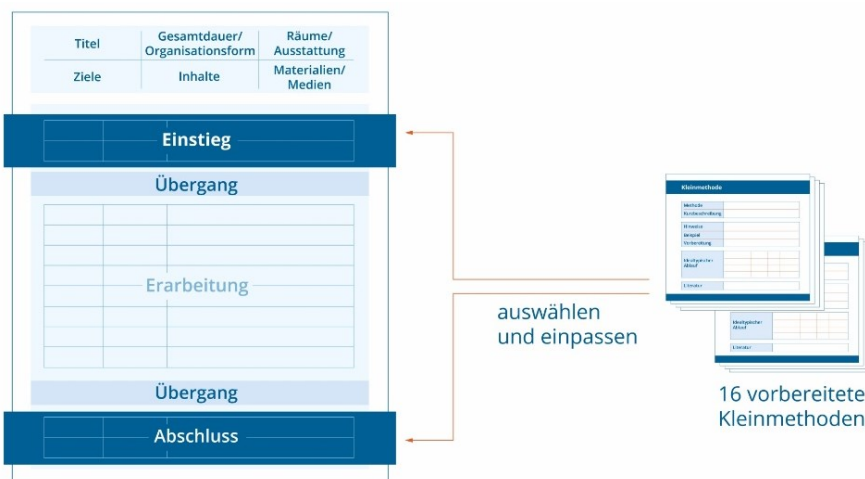 Titel
Gesamtdauer/
Organisationsform
Räume/
Ausstattung
Ziele
Inhalte
Materialien/
Medien
Einstieg
Übergang
Erarbeitung
Übergang
Abschluss
auswählen
und einpassen
Kleinmethode
Methode
Kurzbeschreibung
Hinweise
Beispiel
Vorbereitung
Idealtypischer
Ablauf
Literatur
Idealtypischer
Ablauf
Literatur
16 vorbereitete
Kleinmethoden